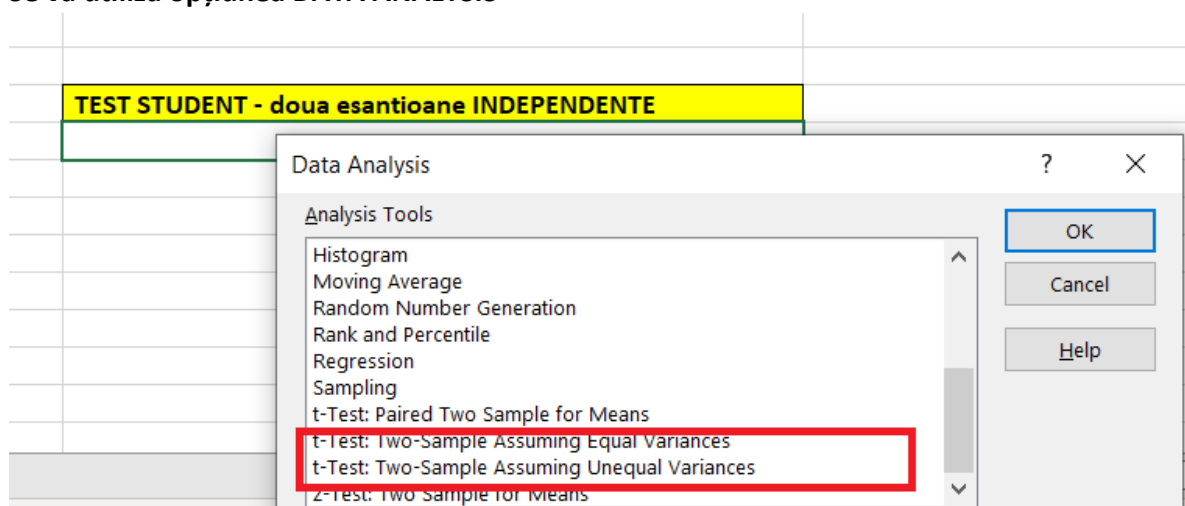 TEST STUDENT - doua esantioane INDEPENDENTE
Data Analysis
?
Analysis Tools
OK
Histogram
Moving Average
Cancel
Random Number Generation
Rank and Percentile
Help
Regression
Sampling
t-Test: Paired Two Sample for Means
t-Test: Two-Sample Assuming Equal Variances
t-Test: Two-Sample Assuming Unequal Variances
z-Test: Two Sample for Means